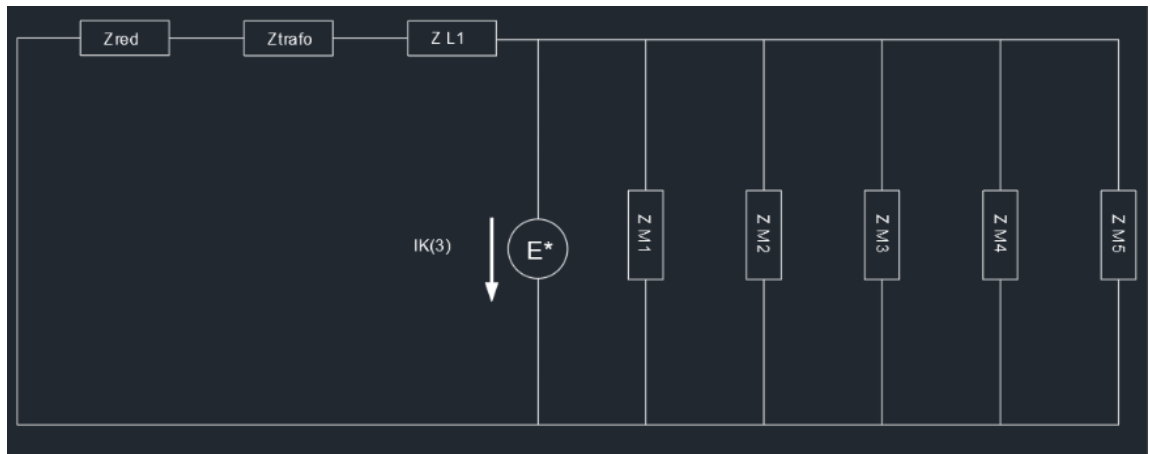 Zred
Ztrafo
Z L1
IK(3)
E*
Z M1
Z M2
Z M3
Z M4
Z M5